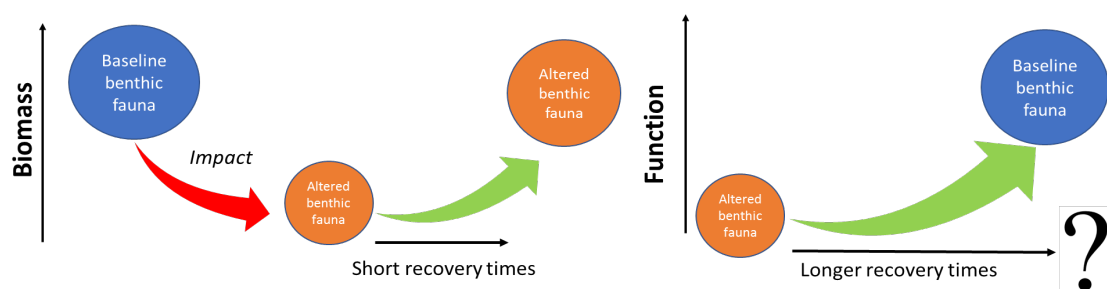 Biomass
Baseline
benthic
fauna
Impact
Altered
benthic
fauna
Altered
benthic
fauna
Short recovery times
Function
Altered
benthic
fauna
Baseline
benthic
fauna
Longer recovery times
?